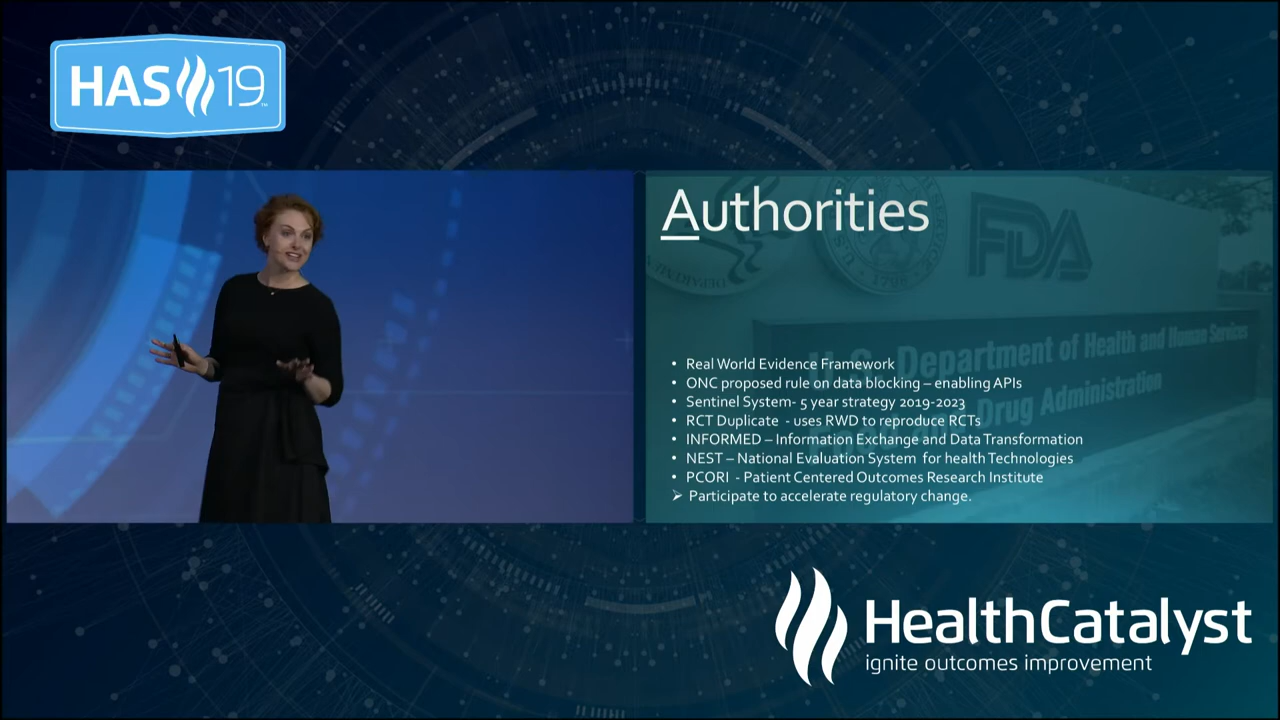 HAS 19™
Authorities
FDA
U.S. Department of Health and Human Services
Drug Administration
• Real World Evidence Framework
• ONC proposed rule on data blocking – enabling APIs
• Sentinel System- 5 year strategy 2019-2023
• RCT Duplicate - uses RWD to reproduce RCTs
• INFORMED – Information Exchange and Data Transformation
• NEST – National Evaluation System for health Technologies
• PCORI - Patient Centered Outcomes Research Institute
➢ Participate to accelerate regulatory change.
HealthCatalyst
ignite outcomes improvement